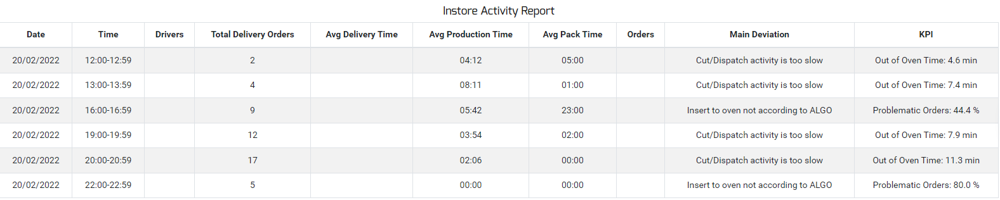 Instore Activity Report
Date Time Drivers Total Delivery Orders Avg Delivery Time Avg Production Time Avg Pack Time Orders Main Deviation KPI
20/02/2022 12:00-12:59 2 04:12 05:00 Cut/Dispatch activity is too slow Out of Oven Time: 4.6 min
20/02/2022 13:00-13:59 4 08:11 01:00 Cut/Dispatch activity is too slow Out of Oven Time: 7.4 min
20/02/2022 16:00-16:59 9 05:42 23:00 Insert to oven not according to ALGO Problematic Orders: 44.4 %
20/02/2022 19:00-19:59 12 03:54 02:00 Cut/Dispatch activity is too slow Out of Oven Time: 7.9 min
20/02/2022 20:00-20:59 17 02:06 00:00 Cut/Dispatch activity is too slow Out of Oven Time: 11.3 min
20/02/2022 22:00-22:59 5 00:00 00:00 Insert to oven not according to ALGO Problematic Orders: 80.0 %